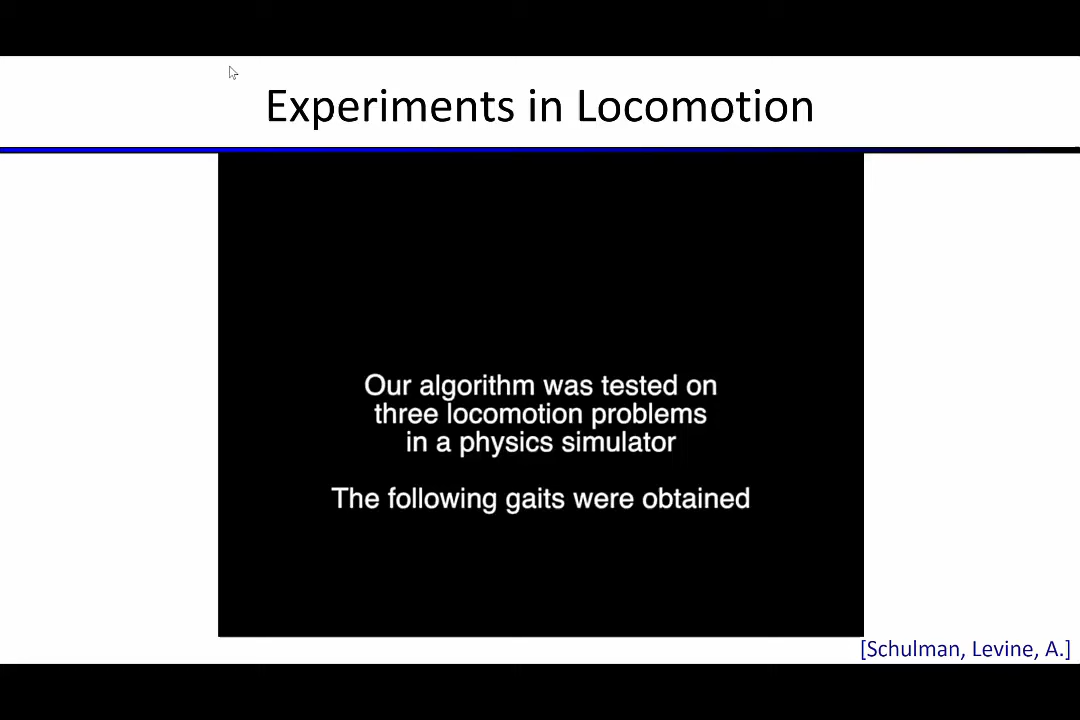 Experiments in Locomotion
Our algorithm was tested on
three locomotion problems
in a physics simulator
The following gaits were obtained
[Schulman, Levine, A.]